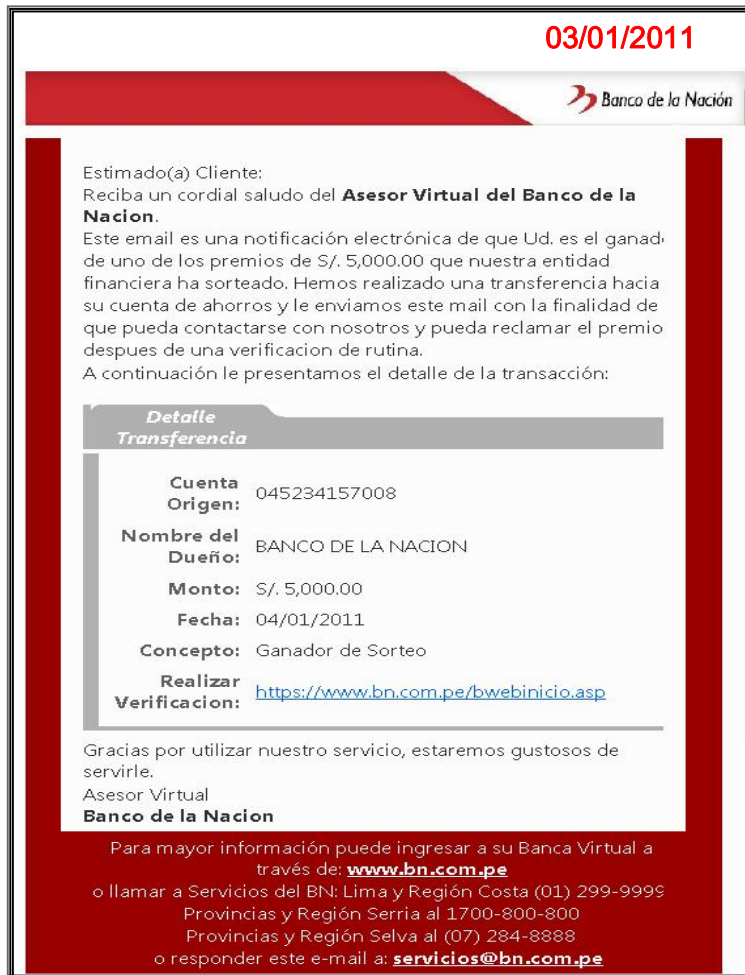 03/01/2011
Banco de la Nación
Estimado(a) Cliente:
Reciba un cordial saludo del Asesor Virtual del Banco de la
Nacion.
Este email es una notificación electrónica de que Ud. es el ganad
de uno de los premios de S/. 5,000.00 que nuestra entidad
financiera ha sorteado. Hemos realizado una transferencia hacia
su cuenta de ahorros y le enviamos este mail con la finalidad de
que pueda contactarse con nosotros y pueda reclamar el premio
despues de una verificacion de rutina.
A continuación le presentamos el detalle de la transacción:
Detalle
Transferencia
Cuenta
Origen: 045234157008
Nombre del
Dueño: BANCO DE LA NACION
Monto: S/. 5,000.00
Fecha: 04/01/2011
Concepto: Ganador de Sorteo
Realizar
Verificacion: https://www.bn.com.pe/bwebinicio.asp
Gracias por utilizar nuestro servicio, estaremos gustosos de
servirle.
Asesor Virtual
Banco de la Nacion
Para mayor información puede ingresar a su Banca Virtual a
través de: www.bn.com.pe
o llamar a Servicios del BN: Lima y Región Costa (01) 299-9999
Provincias y Región Serria al 1700-800-800
Provincias y Región Selva al (07) 284-8888
o responder este e-mail a: servicios@bn.com.pe